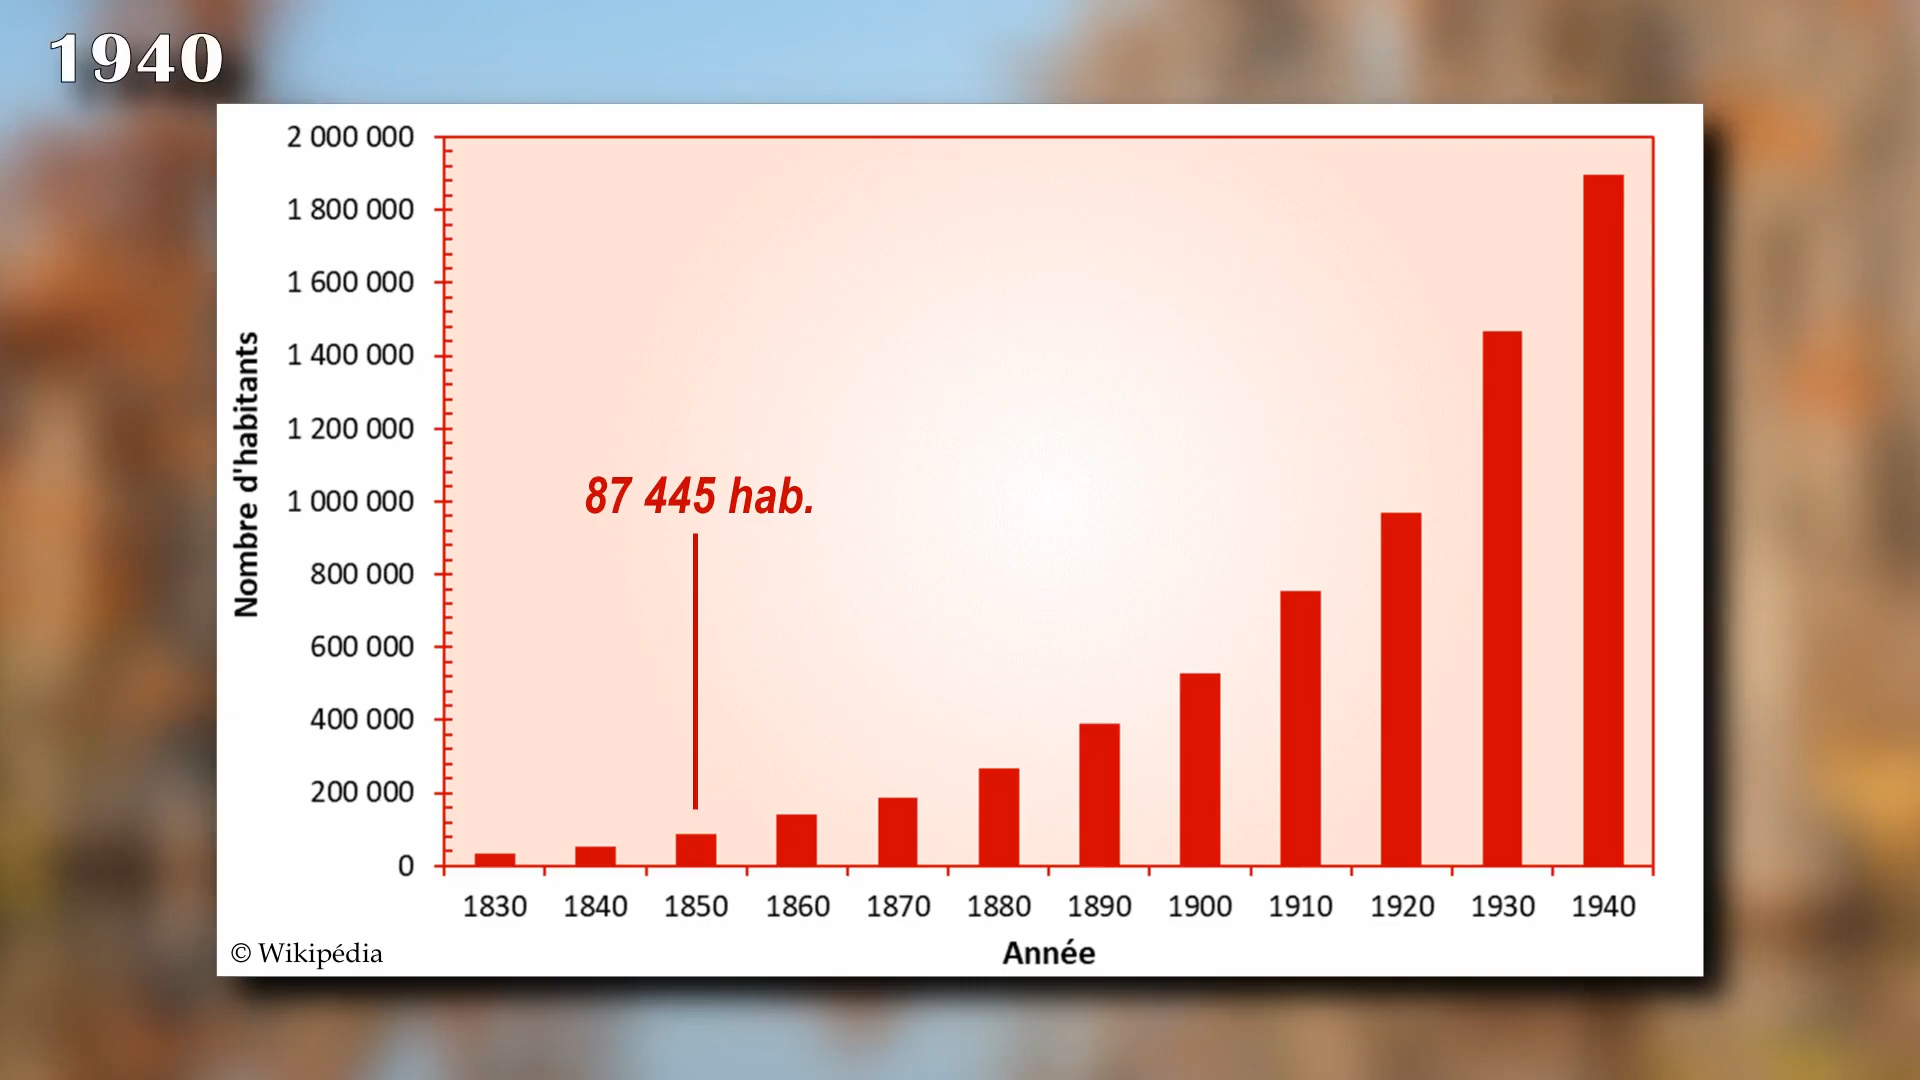 1940
2 000 000
1 800 000
1 600 000
1 400 000
1 200 000
1 000 000
800 000
600 000
400 000
200 000
0
Nombre d'habitants
87 445 hab.
1830 1840 1850 1860 1870 1880 1890 1900 1910 1920 1930 1940
Année
© Wikipédia